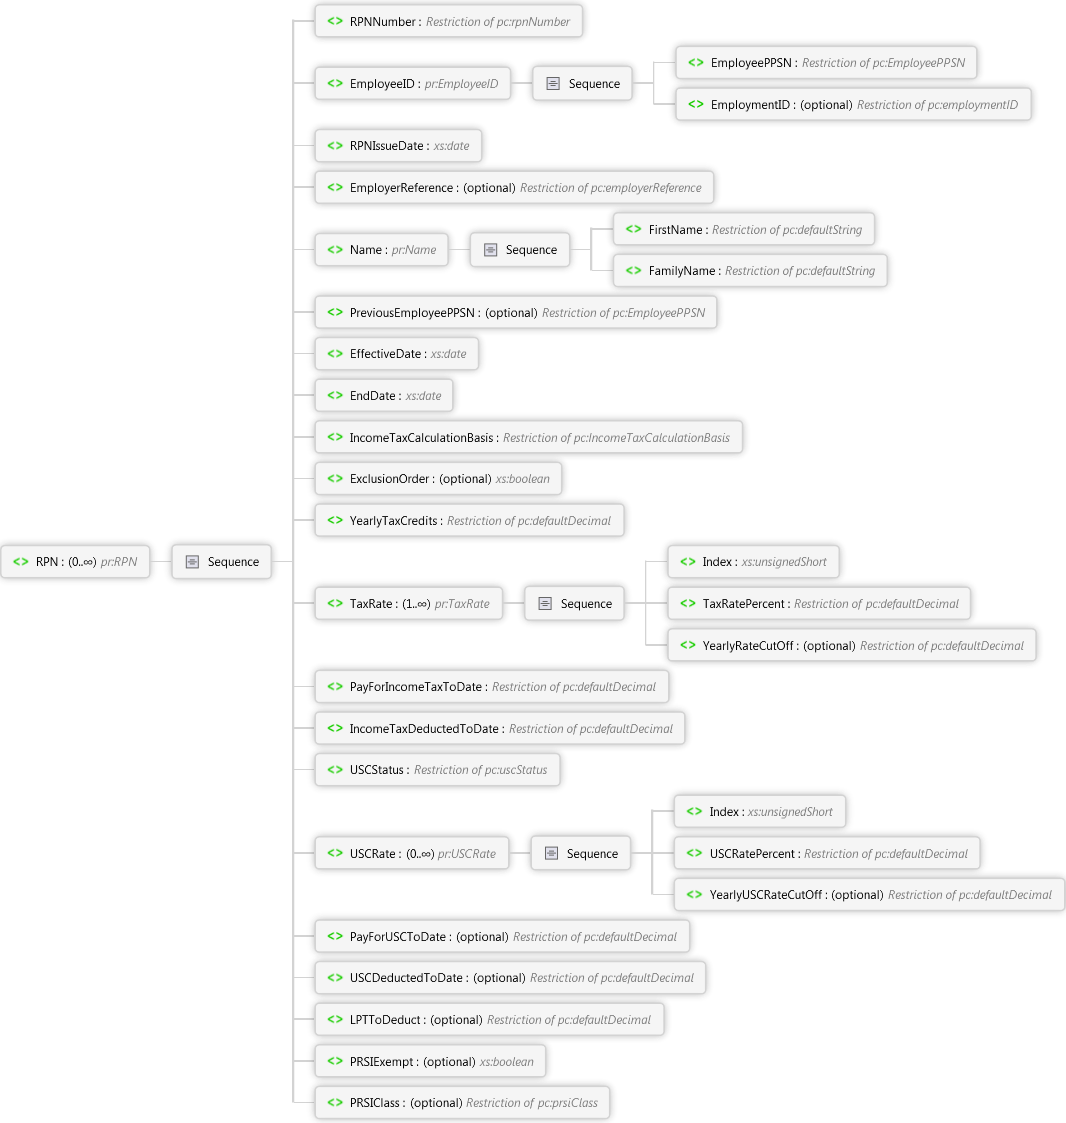 RPNNumber : Restriction of pc:rpnNumber
EmployeeID : pr:EmployeeID
Sequence
EmployeePPSN : Restriction of pc:EmployeePPSN
EmploymentID : (optional) Restriction of pc:employmentID
RPNIssueDate : xs:date
EmployerReference : (optional) Restriction of pc:employerReference
Name : pr:Name
Sequence
FirstName : Restriction of pc:defaultString
FamilyName : Restriction of pc:defaultString
PreviousEmployeePPSN : (optional) Restriction of pc:EmployeePPSN
EffectiveDate : xs:date
EndDate : xs:date
IncomeTaxCalculationBasis : Restriction of pc:IncomeTaxCalculationBasis
ExclusionOrder : (optional) xs:boolean
YearlyTaxCredits : Restriction of pc:defaultDecimal
RPN : (0..∞) pr:RPN
Sequence
TaxRate : (1..∞) pr:TaxRate
Sequence
Index : xs:unsignedShort
TaxRatePercent : Restriction of pc:defaultDecimal
YearlyRateCutOff : (optional) Restriction of pc:defaultDecimal
PayForIncomeTaxToDate : Restriction of pc:defaultDecimal
IncomeTaxDeductedToDate : Restriction of pc:defaultDecimal
USCStatus : Restriction of pc:uscStatus
USCRate : (0..∞) pr:USCRate
Sequence
Index : xs:unsignedShort
USCRatePercent : Restriction of pc:defaultDecimal
YearlyUSCRateCutOff : (optional) Restriction of pc:defaultDecimal
PayForUSCToDate : (optional) Restriction of pc:defaultDecimal
USCDeductedToDate : (optional) Restriction of pc:defaultDecimal
LPTToDeduct : (optional) Restriction of pc:defaultDecimal
PRSIExempt : (optional) xs:boolean
PRSIClass : (optional) Restriction of pc:prsiClass